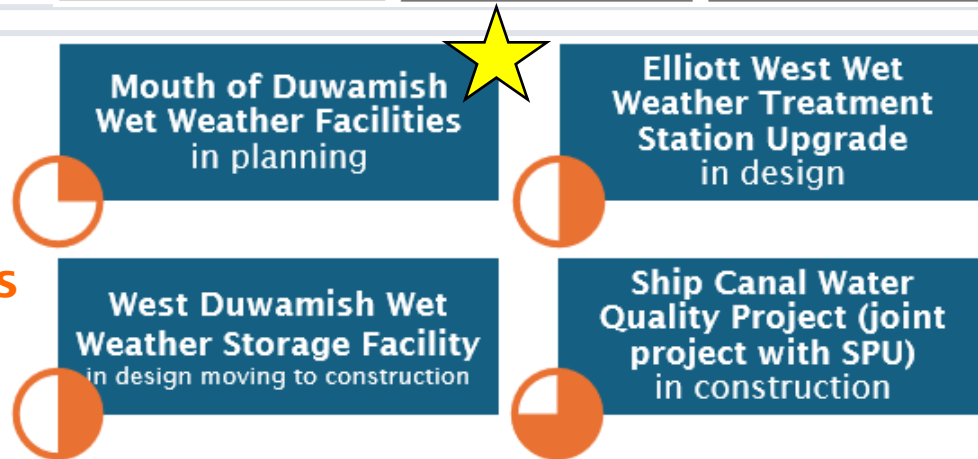 Mouth of Duwamish
Wet Weather Facilities
in planning
Elliott West Wet
Weather Treatment
Station Upgrade
in design
s
West Duwamish Wet
Weather Storage Facility
in design moving to construction
Ship Canal Water
Quality Project (joint
project with SPU)
in construction